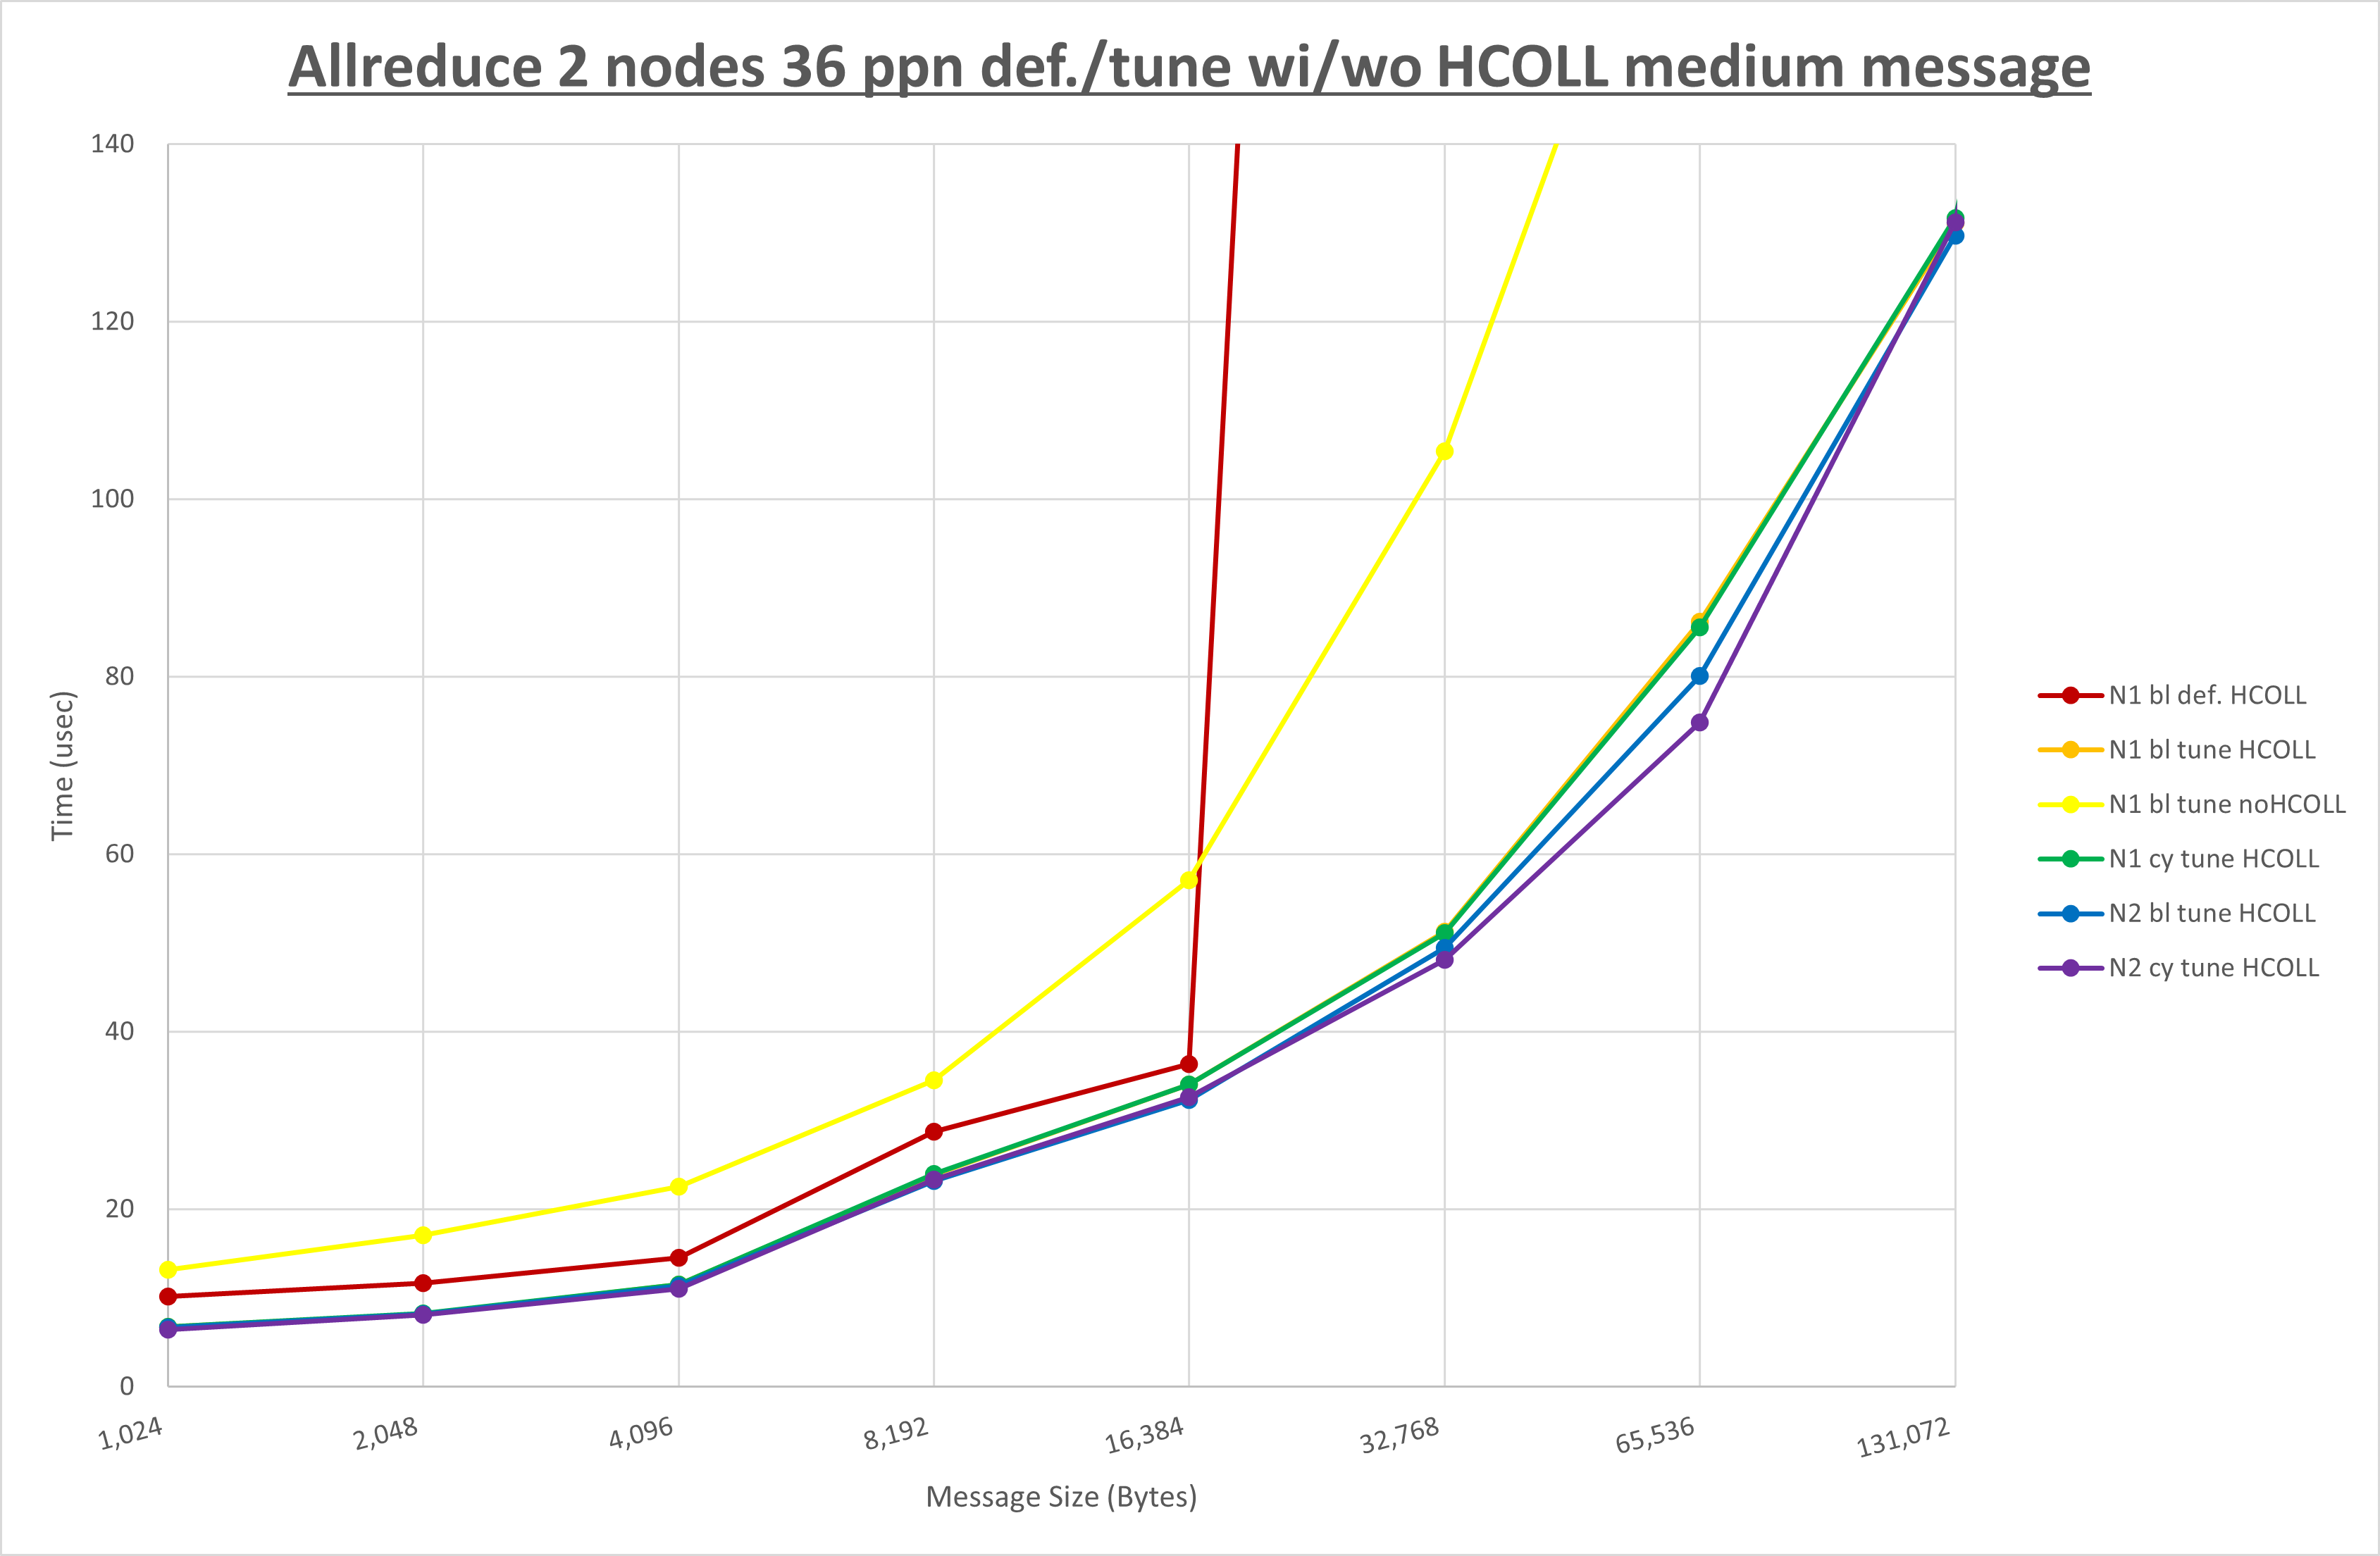 Allreduce 2 nodes 36 ppn def./tune wi/wo HCOLL medium message
140
120
100
80
60
40
20
0
Time (usec)
1,024
2,048
4,096
8,192
16,384
32,768
65,536
131,072
Message Size (Bytes)
N1 bl def. HCOLL
N1 bl tune HCOLL
N1 bl tune noHCOLL
N1 cy tune HCOLL
N2 bl tune HCOLL
N2 cy tune HCOLL